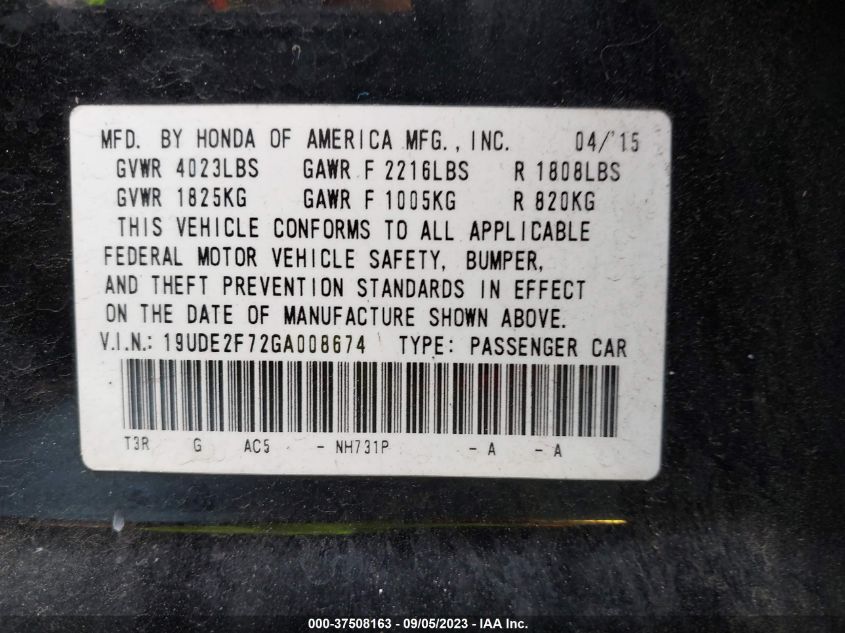 MFD. BY HONDA OF AMERICA MFG., INC. 04/'15
GVWR 4023LBS GAWR F 2216LBS R 1808LBS
GVWR 1825KG GAWR F 1005KG R 820KG
THIS VEHICLE CONFORMS TO ALL APPLICABLE
FEDERAL MOTOR VEHICLE SAFETY, BUMPER,
AND THEFT PREVENTION STANDARDS IN EFFECT
ON THE DATE OF MANUFACTURE SHOWN ABOVE.
V.I.N.: 19UDE2F72GA008674 TYPE: PASSENGER CAR
T3R G AC5 - NH731P - A - A
000-37508163 - 09/05/2023 - IAA Inc.